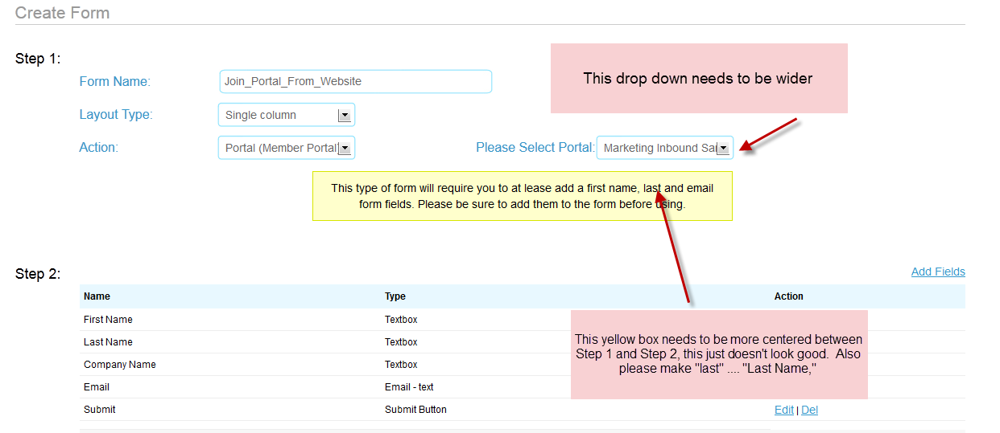 Create Form
Step 1:
Form Name: Join_Portal_From_Website
This drop down needs to be wider
Layout Type: Single column
Action: Portal (Member Portal Please Select Portal: Marketing Inbound Sal
This type of form will require you to at lease add a first name, last and email
form fields. Please be sure to add them to the form before using.
Step 2:
Add Fields
Name Type Action
First Name Textbox
Last Name Textbox
Company Name Textbox
Email Email - text
Submit Submit Button Edit | Del
This yellow box needs to be more centered between
Step 1 and Step 2, this just doesn't look good. Also
please make "last" .... "Last Name,"